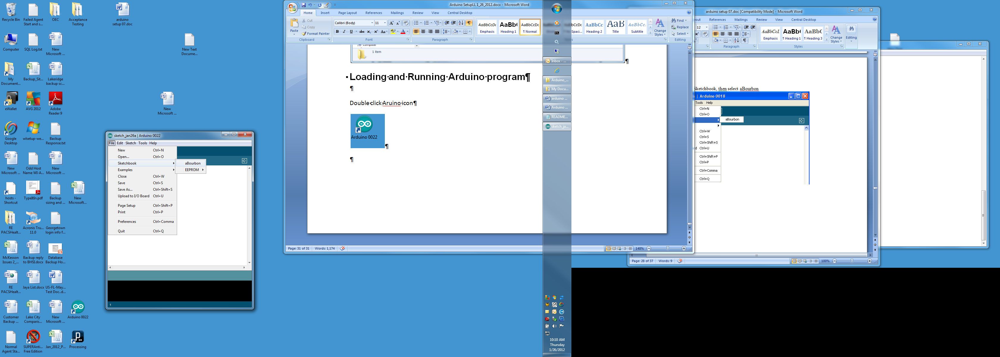 Recycle Bin
Failed Agent
Start and s...
OEC
Acceptance
Testing
arduino
setup 07.doc
Computer
SQL Log.txt
New
Microsoft ...
New Text
Docume...
My
Document...
Backup_Sit...
Lakeridge
backup sc...
eWallet
AVG 2012
Adobe
Reader 9
New
Microsoft ...
Google
Desktop
wlsetup-we...
Backup
Response.txt
New
Microsoft ...
Odd Host
Name WI-A...
New
Microsoft ...
hosts -
Shortcut
TypeItIn.pdf
Backup
sizing and ...
New
Microsoft...
RE
PACSHealt...
Acronis Tru...
11.0
Georgetown
login info f...
McKesson
Issues 2_...
Backup reply
to BHSI.docx
Database
Backup Ho...
RE
PACSHealt...
Jaya List.docx
US-FL-May...
Test Doc..d...
Customer
Backup ...
Lake City
Comparis...
New
Microsoft ...
Arduino 0022
Normal
Agent Sta...
SUPERAnti...
Free Edition
Jan_2012_P...
Processing
sketch_jan26a | Arduino 0022
File Edit Sketch Tools Help
New Ctrl+N
Open... Ctrl+O
Sketchbook
aBourbon
Examples
EEPROM
Close Ctrl+W
Save Ctrl+S
Save As... Ctrl+Shift+S
Upload to I/O Board Ctrl+U
Page Setup Ctrl+Shift+P
Print Ctrl+P
Preferences Ctrl+Comma
Quit Ctrl+Q
1
Arduino SetupLL 1_26_2012.docx - Microsoft Word
Home Insert Page Layout References Mailings Review View Central Desktop
Paste
Cut
Copy
Format Painter
Clipboard
Calibri (Body) 11
Font
Paragraph
AaBbCcDc AaBb( AaBbCcDc
Emphasis Heading 1 ¶ Normal
AaBbCc AaB AaBbCc.
Heading 2 Title Subtitle
Change
Styles
Find
Replace
Select
Editing
Computer
1 item
¶
Loading·and·Running·Arduino·program¶
¶
Double·click·Aruino·icon¶
Arduino 0022
¶
¶
Page: 31 of 31 Words: 1,174
148%
Inbox - ...
Arduino_...
My Docu...
arduino ...
Arduino ...
README...
sketch_ja...
10:10 AM
Thursday
1/26/2012
arduino setup 07.doc [Compatibility Mode] - Microsoft Word
out References Mailings Review View Central Desktop
12
Paragraph
AaBbCcL AaBb( AaBbC
Emphasis ¶ Heading 1 ¶ Heading 3
Change
Styles
Styles
Editing
Sketchbook, then select aBourbon
| Arduino 0018
Tools Help
Ctrl+N
Ctrl+O
aBourbon
Ctrl+W
Ctrl+S
Ctrl+Shift+S
rd Ctrl+U
Ctrl+Shift+P
Ctrl+P
Ctrl+Comma
Ctrl+Q
Page: 28 of 37 Words: 9
100%